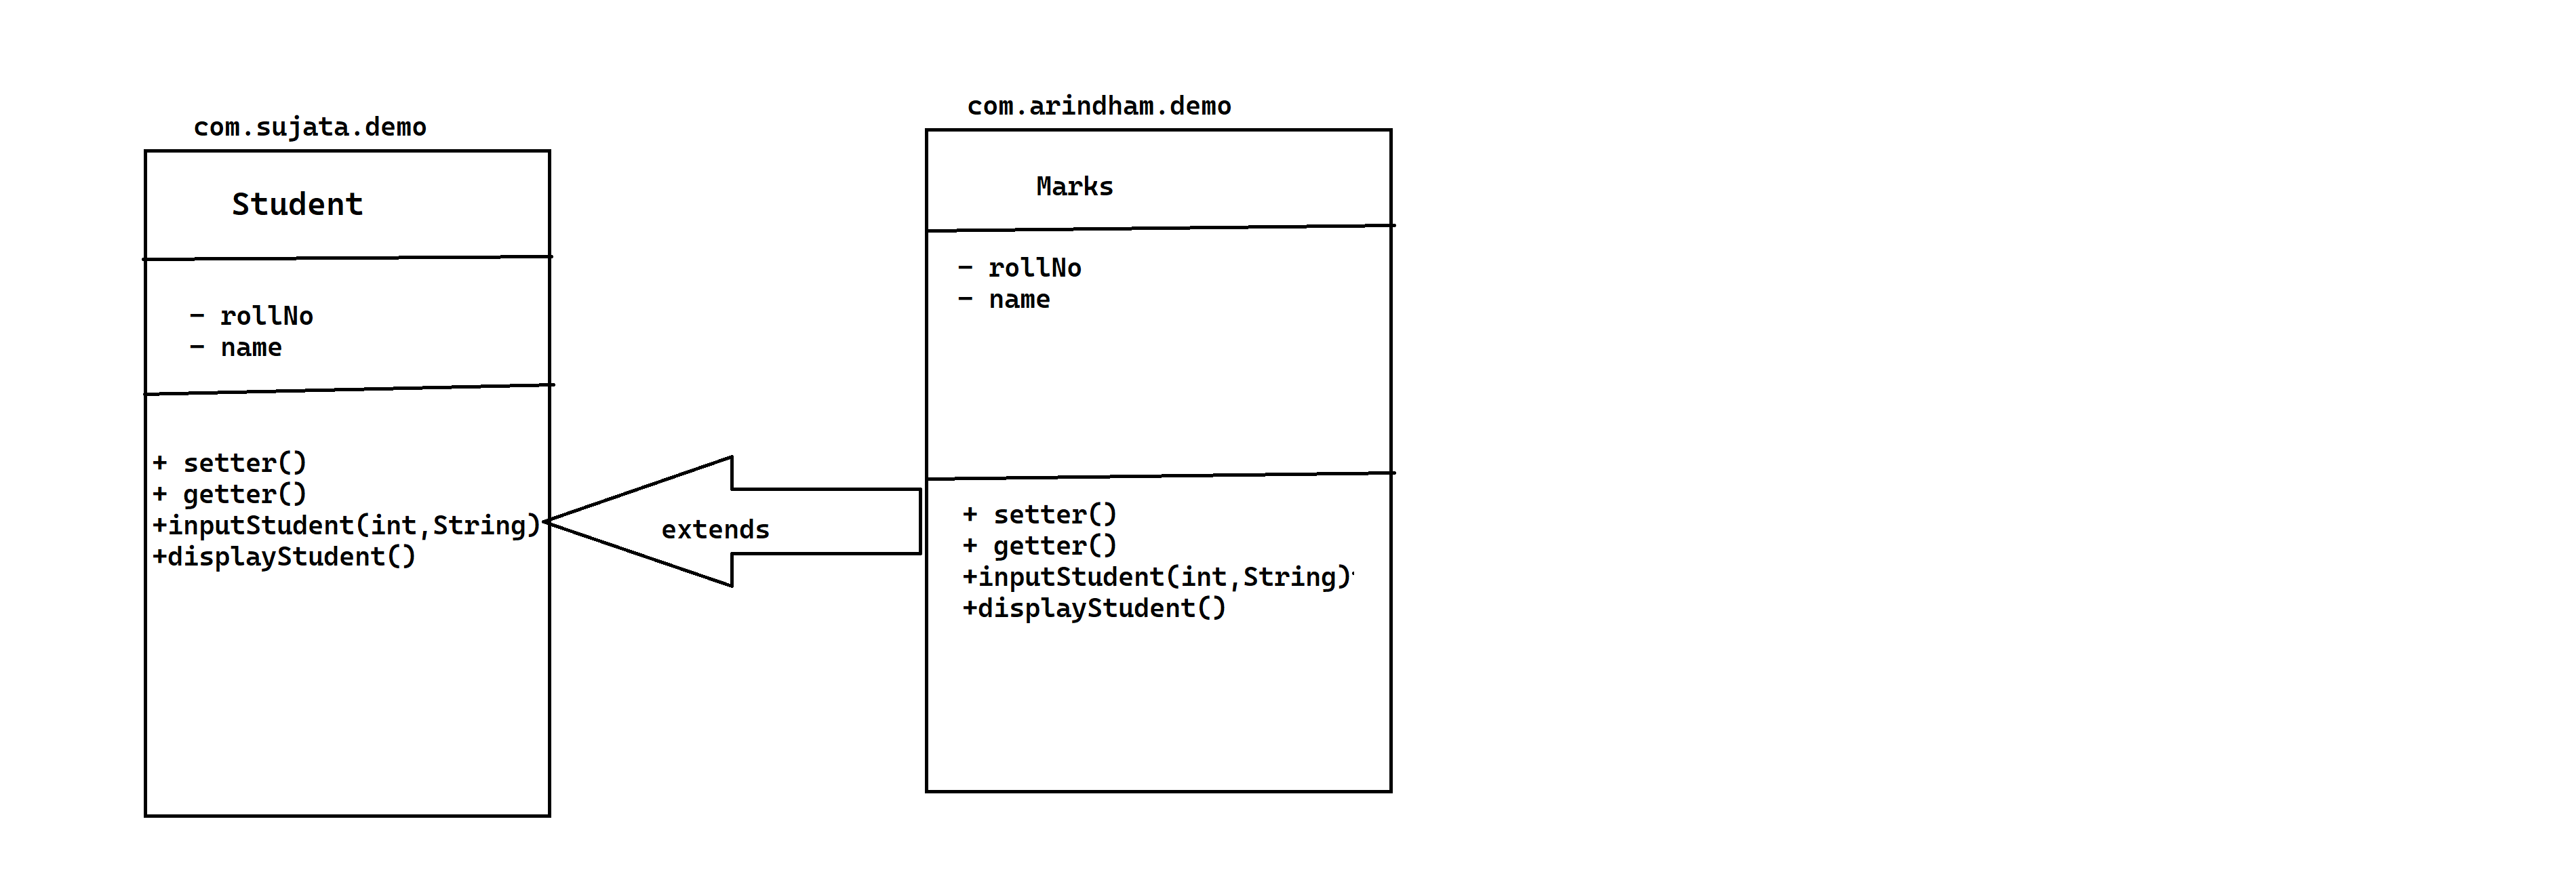 com.sujata.demo
Student
- rollNo
- name
+ setter()
+ getter()
+inputStudent(int,String)
+displayStudent()
extends
com.arindham.demo
Marks
- rollNo
- name
+ setter()
+ getter()
+inputStudent(int,String)
+displayStudent()